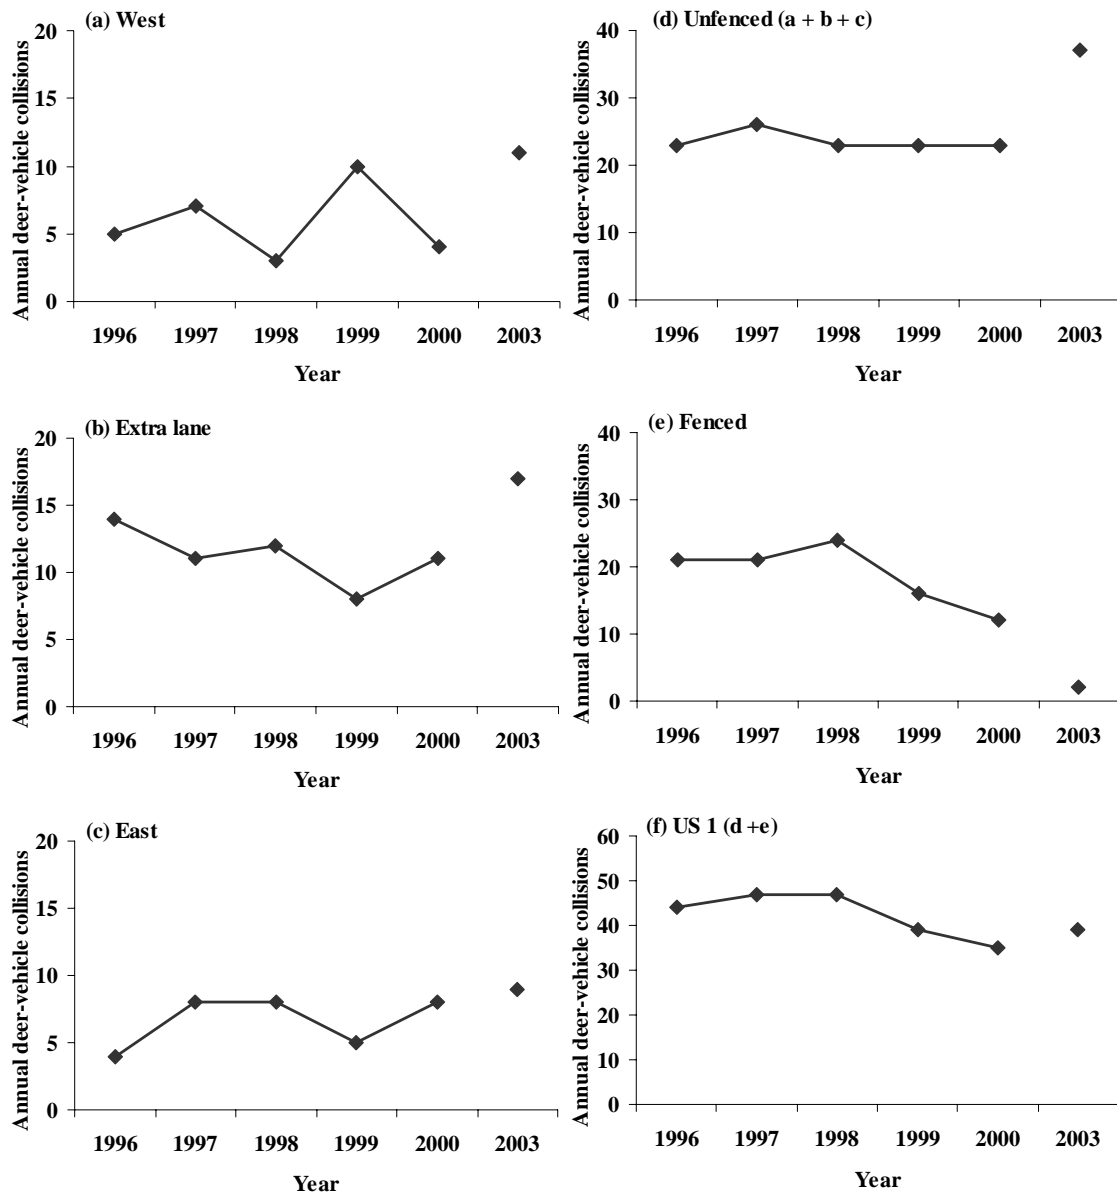 (a) West
Annual deer-vehicle collisions
20
15
10
5
0
1996 1997 1998 1999 2000 2003
Year
(d) Unfenced (a + b + c)
Annual deer-vehicle collisions
40
30
20
10
0
1996 1997 1998 1999 2000 2003
Year
(b) Extra lane
Annual deer-vehicle collisions
20
15
10
5
0
1996 1997 1998 1999 2000 2003
Year
(e) Fenced
Annual deer-vehicle collisions
40
30
20
10
0
1996 1997 1998 1999 2000 2003
Year
(c) East
Annual deer-vehicle collisions
20
15
10
5
0
1996 1997 1998 1999 2000 2003
Year
(f) US 1 (d +e)
Annual deer-vehicle collisions
60
50
40
30
20
10
0
1996 1997 1998 1999 2000 2003
Year